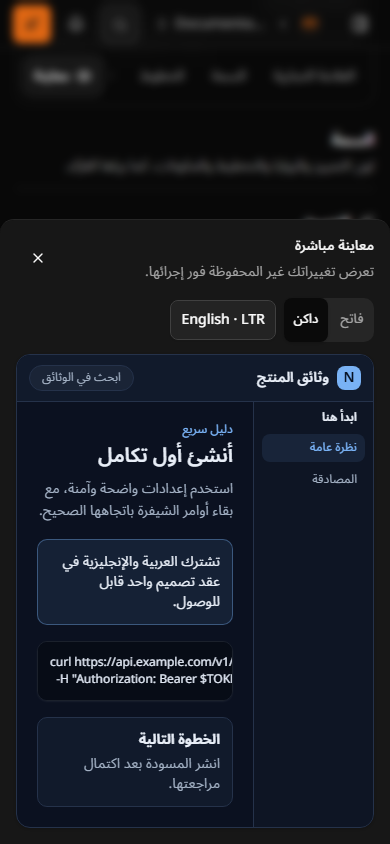 Documenta...
السمة
معاينة مباشرة
تعرض تغييراتك غير المحفوظة فور إجرائها.
فاتح
داكن
English · LTR
N
وثائق المنتج
ابحث في الوثائق
ابدأ هنا
نظرة عامة
المصادقة
دليل سريع
أنشئ أول تكامل
استخدم إعدادات واضحة وآمنة، مع
بقاء أوامر الشيفرة باتجاهها الصحيح.
تشترك العربية والإنجليزية في
عقد تصميم واحد قابل
للوصول.
curl https://api.example.com/v1/
-H "Authorization: Bearer $TOK
الخطوة التالية
انشر المسودة بعد اكتمال
مراجعتها.